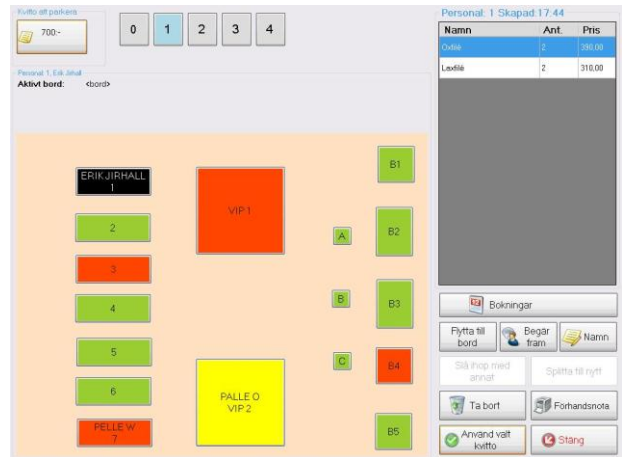 Kvitto att parkera
700:-
0 1 2 3 4
Personal 1, Erik Jirhall
Aktivt bord: <bord>
ERIK JIRHALL
1
2
3
4
5
6
PELLE W
7
VIP 1
PALLE O
VIP 2
A
B
C
B1
B2
B3
B4
B5
Personal: 1 Skapad:17:44
Namn Ant. Pris
Oxfilé 2 390,00
Laxfilé 2 310,00
Bokningar
Flytta till
bord
Begär
fram
Namn
Slå ihop med
annat
Splitta till nytt
Ta bort
Förhandsnota
Använd valt
kvitto
Stäng